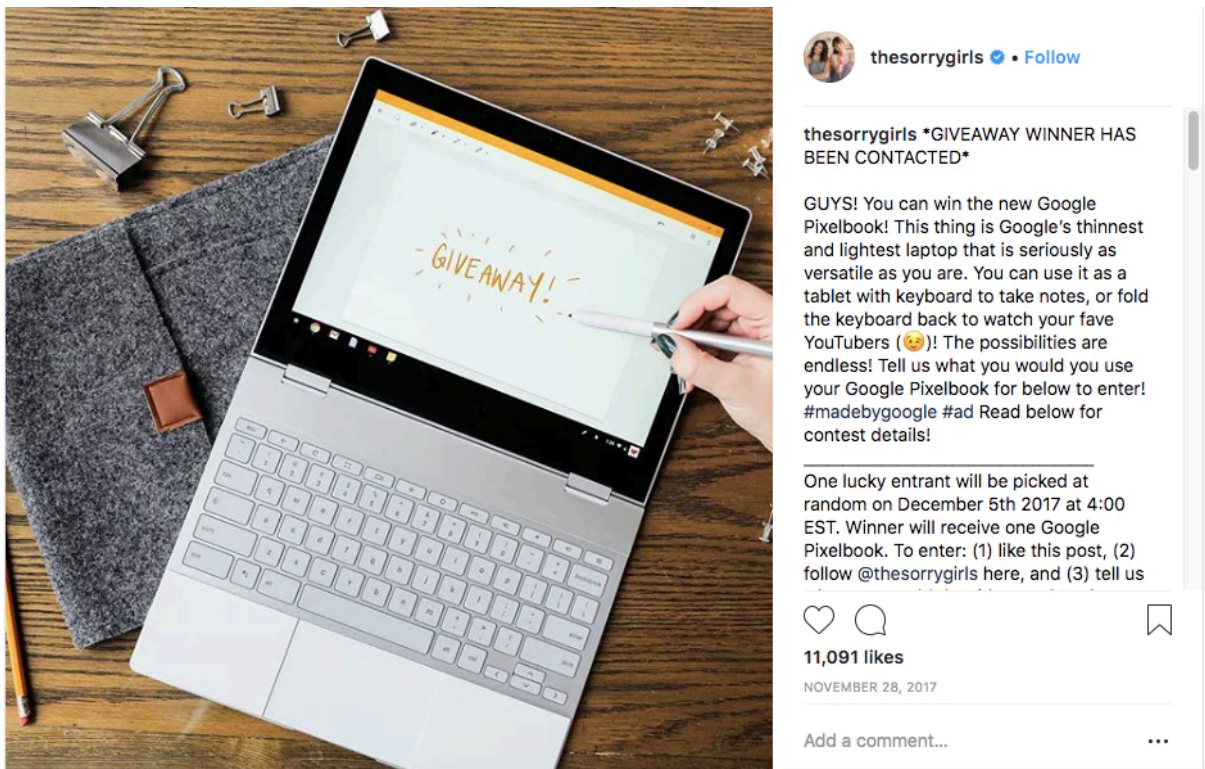 GIVEAWAY!
thesorrygirls • Follow
thesorrygirls *GIVEAWAY WINNER HAS
BEEN CONTACTED*
GUYS! You can win the new Google
Pixelbook! This thing is Google's thinnest
and lightest laptop that is seriously as
versatile as you are. You can use it as a
tablet with keyboard to take notes, or fold
the keyboard back to watch your fave
YouTubers (😉)! The possibilities are
endless! Tell us what you would you use
your Google Pixelbook for below to enter!
#madebygoogle #ad Read below for
contest details!
One lucky entrant will be picked at
random on December 5th 2017 at 4:00
EST. Winner will receive one Google
Pixelbook. To enter: (1) like this post, (2)
follow @thesorrygirls here, and (3) tell us
11,091 likes
NOVEMBER 28, 2017
Add a comment...